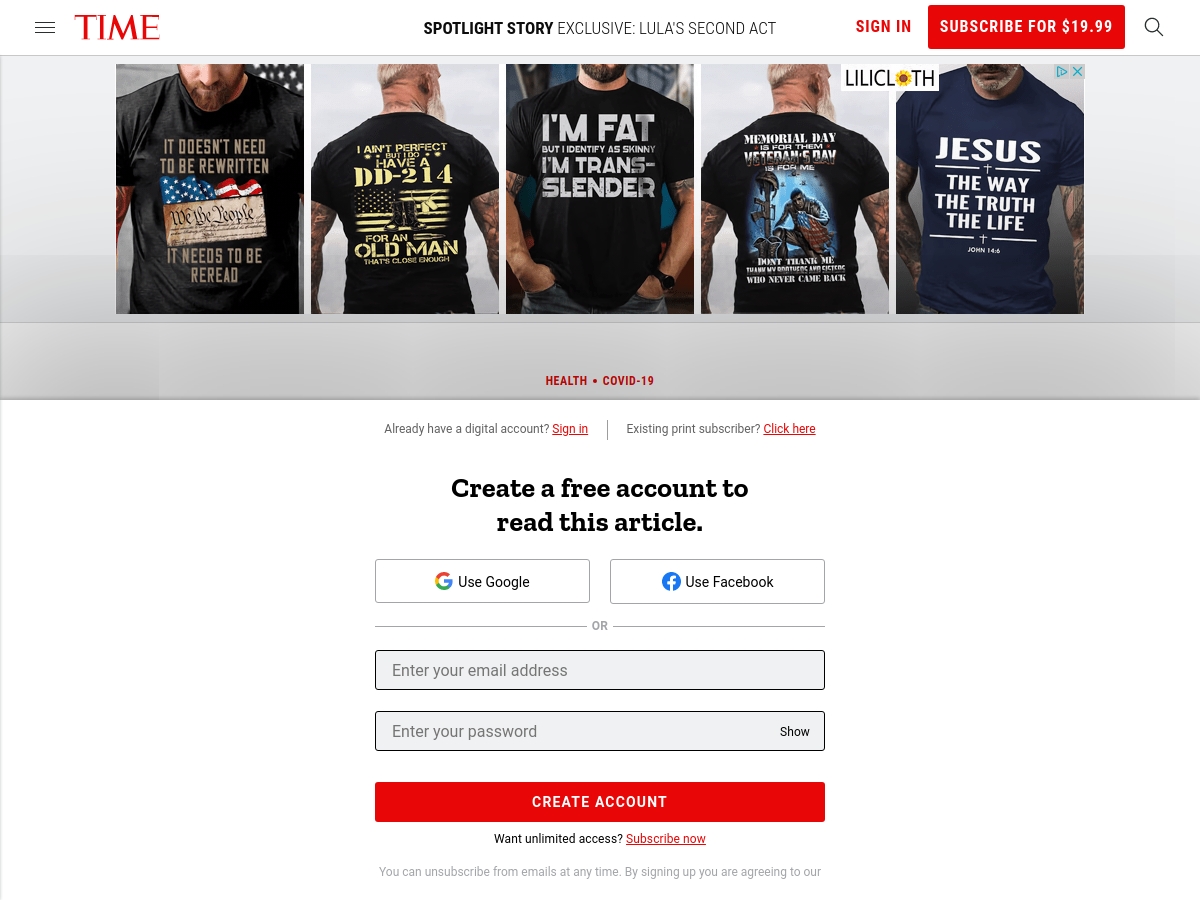 TIME
SPOTLIGHT STORY EXCLUSIVE: LULA'S SECOND ACT
SIGN IN
SUBSCRIBE FOR $19.99
IT DOESN'T NEED
TO BE REWRITTEN
We the People
IT NEEDS TO BE
REREAD
I AIN'T PERFECT
BUT I DO
HAVE A
DD-214
FOR AN
OLD MAN
THAT'S CLOSE ENOUGH
I'M FAT
BUT I IDENTIFY AS SKINNY
I'M TRANS-
SLENDER
MEMORIAL DAY
IS FOR THEM
VETERAN'S DAY
IS FOR ME
DONT THANK ME
THANK MY BROTHERS AND SISTERS
WHO NEVER CAME BACK
LILICLOTH
JESUS
THE WAY
THE TRUTH
THE LIFE
JOHN 14:6
HEALTH • COVID-19
Already have a digital account? Sign in
Existing print subscriber? Click here
Create a free account to
read this article.
Use Google
Use Facebook
OR
Enter your email address
Enter your password
Show
CREATE ACCOUNT
Want unlimited access? Subscribe now
You can unsubscribe from emails at any time. By signing up you are agreeing to our